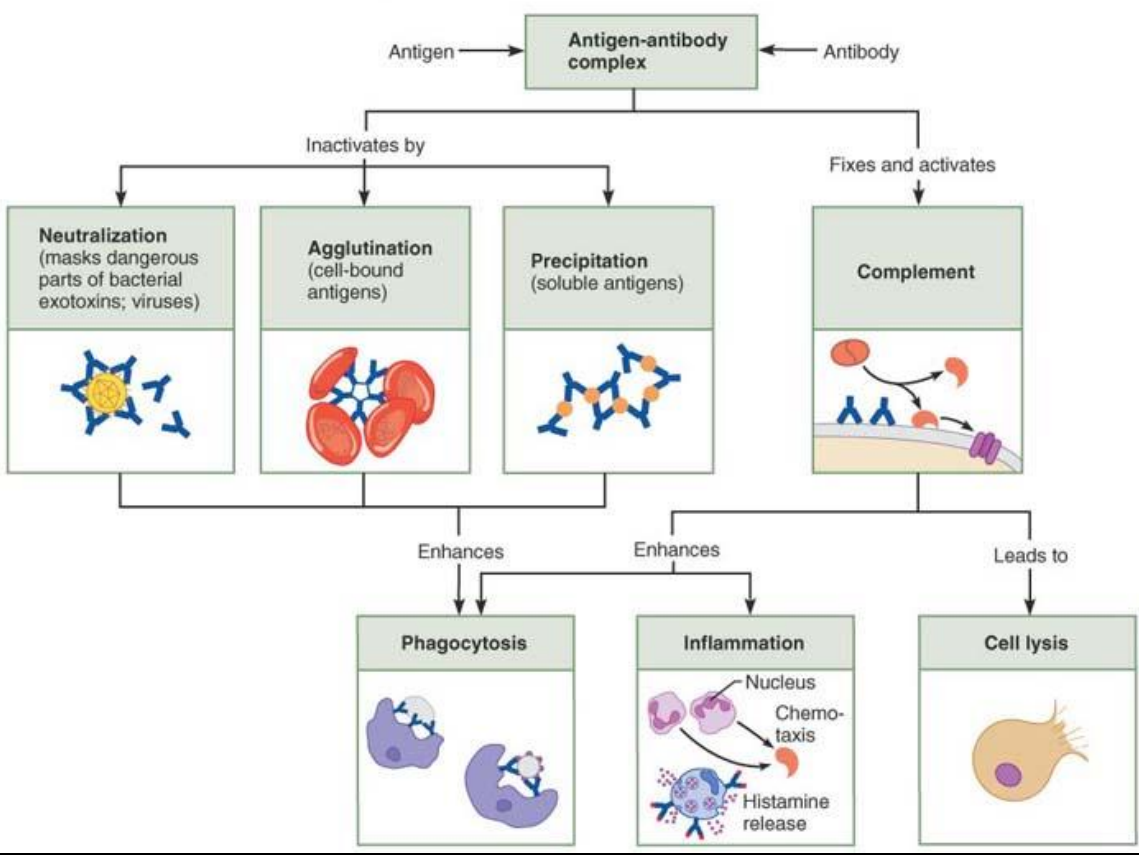 Antigen
Antigen-antibody
complex
Antibody
Inactivates by
Fixes and activates
Neutralization
(masks dangerous
parts of bacterial
exotoxins; viruses)
Agglutination
(cell-bound
antigens)
Precipitation
(soluble antigens)
Complement
Enhances
Enhances
Leads to
Phagocytosis
Inflammation
Nucleus
Chemo-
taxis
Histamine
release
Cell lysis